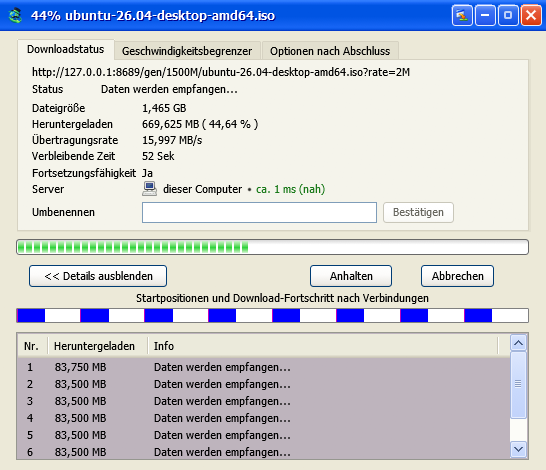 44% ubuntu-26.04-desktop-amd64.iso
Downloadstatus Geschwindigkeitsbegrenzer Optionen nach Abschluss
http://127.0.0.1:8689/gen/1500M/ubuntu-26.04-desktop-amd64.iso?rate=2M
Status Daten werden empfangen...
Dateigröße 1,465 GB
Heruntergeladen 669,625 MB ( 44,64 % )
Übertragungsrate 15,997 MB/s
Verbleibende Zeit 52 Sek
Fortsetzungsfähigkeit Ja
Server dieser Computer • ca. 1 ms (nah)
Umbenennen Bestätigen
<< Details ausblenden Anhalten Abbrechen
Startpositionen und Download-Fortschritt nach Verbindungen
Nr. Heruntergeladen Info
1 83,750 MB Daten werden empfangen...
2 83,500 MB Daten werden empfangen...
3 83,500 MB Daten werden empfangen...
4 83,500 MB Daten werden empfangen...
5 83,500 MB Daten werden empfangen...
6 83,500 MB Daten werden empfangen...